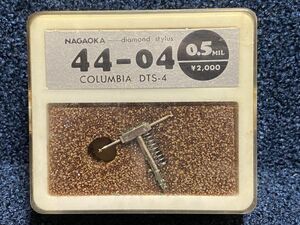 NAGAOKA — diamond stylus
44-04
0.5 MIL
¥2,000
COLUMBIA DTS-4